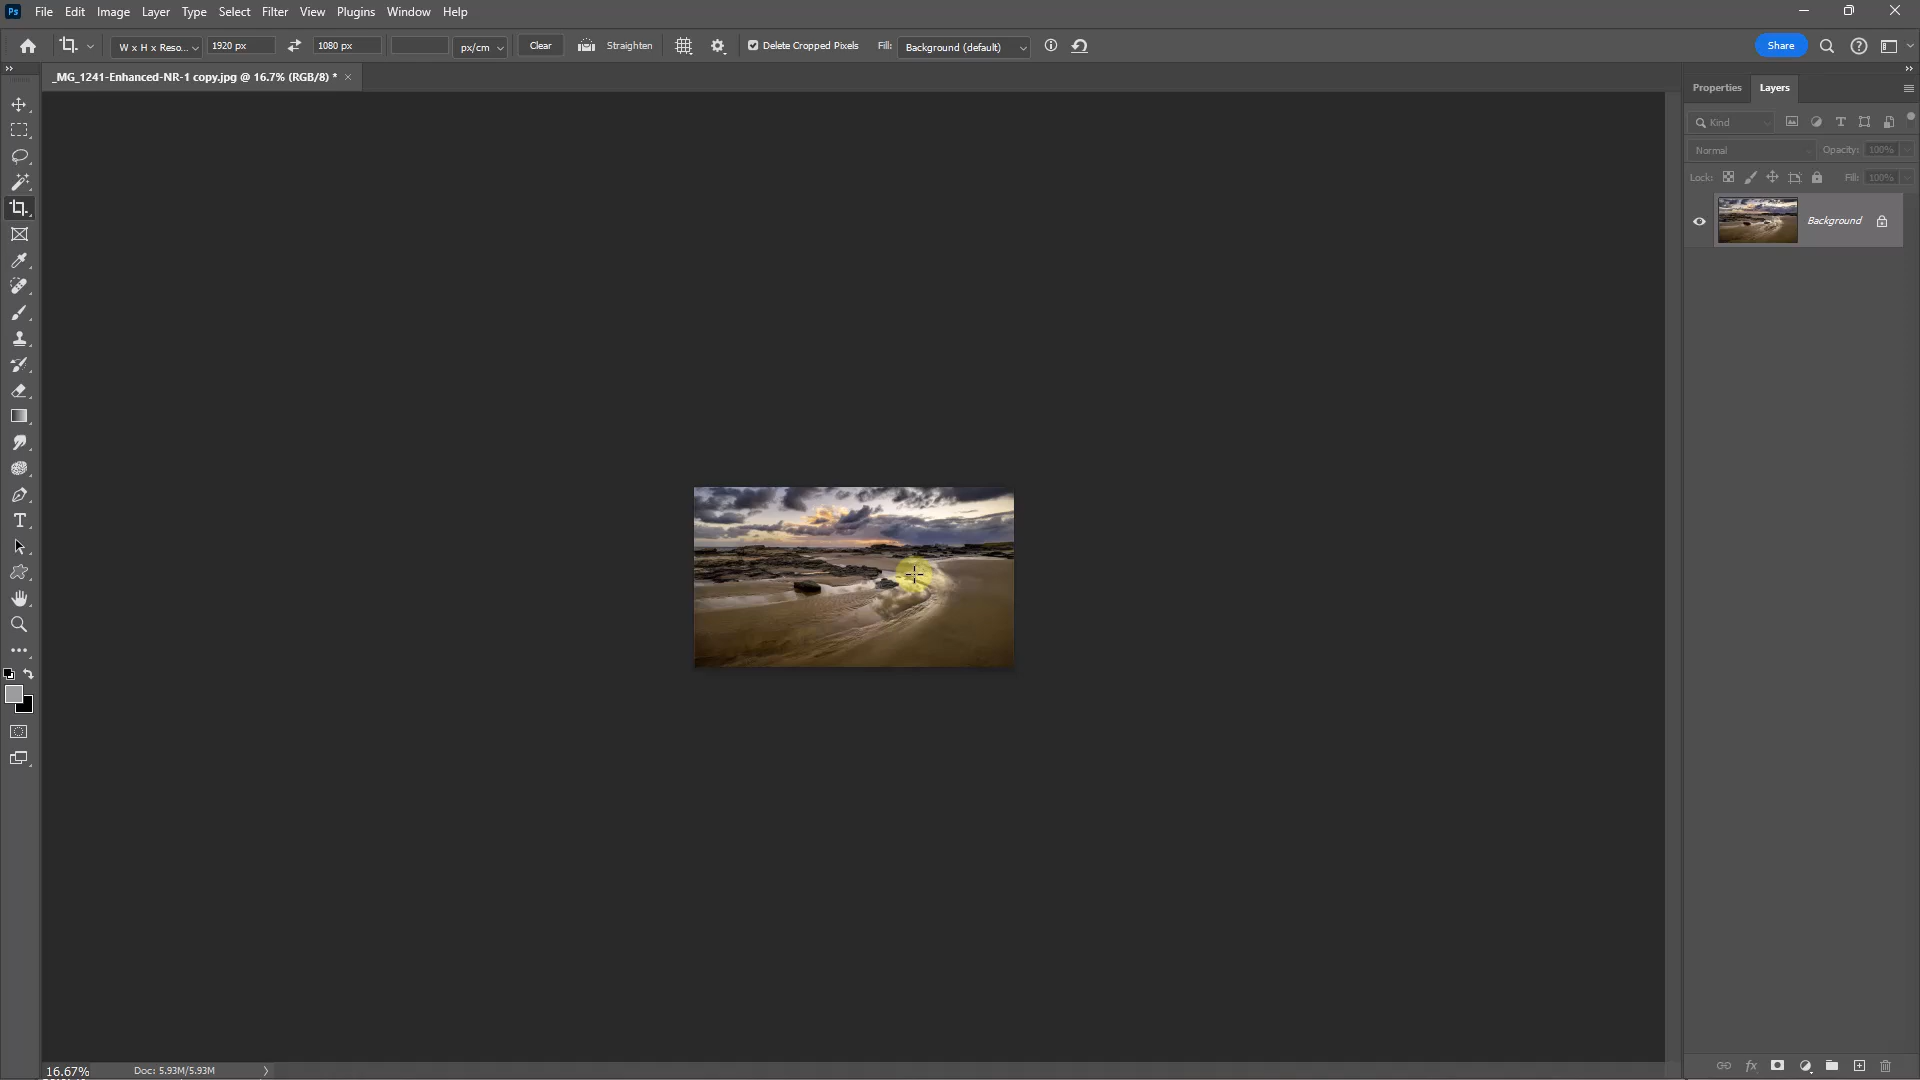 Ps File Edit Image Layer Type Select Filter View Plugins Window Help
W x H x Reso... 1920 px 1080 px px/cm Clear Straighten Delete Cropped Pixels Fill: Background (default) Share
_MG_1241-Enhanced-NR-1 copy.jpg @ 16.7% (RGB/8) * ×
Properties Layers
Kind
Normal Opacity: 100%
Lock: Fill: 100%
Background
16.67% Doc: 5.93M/5.93M